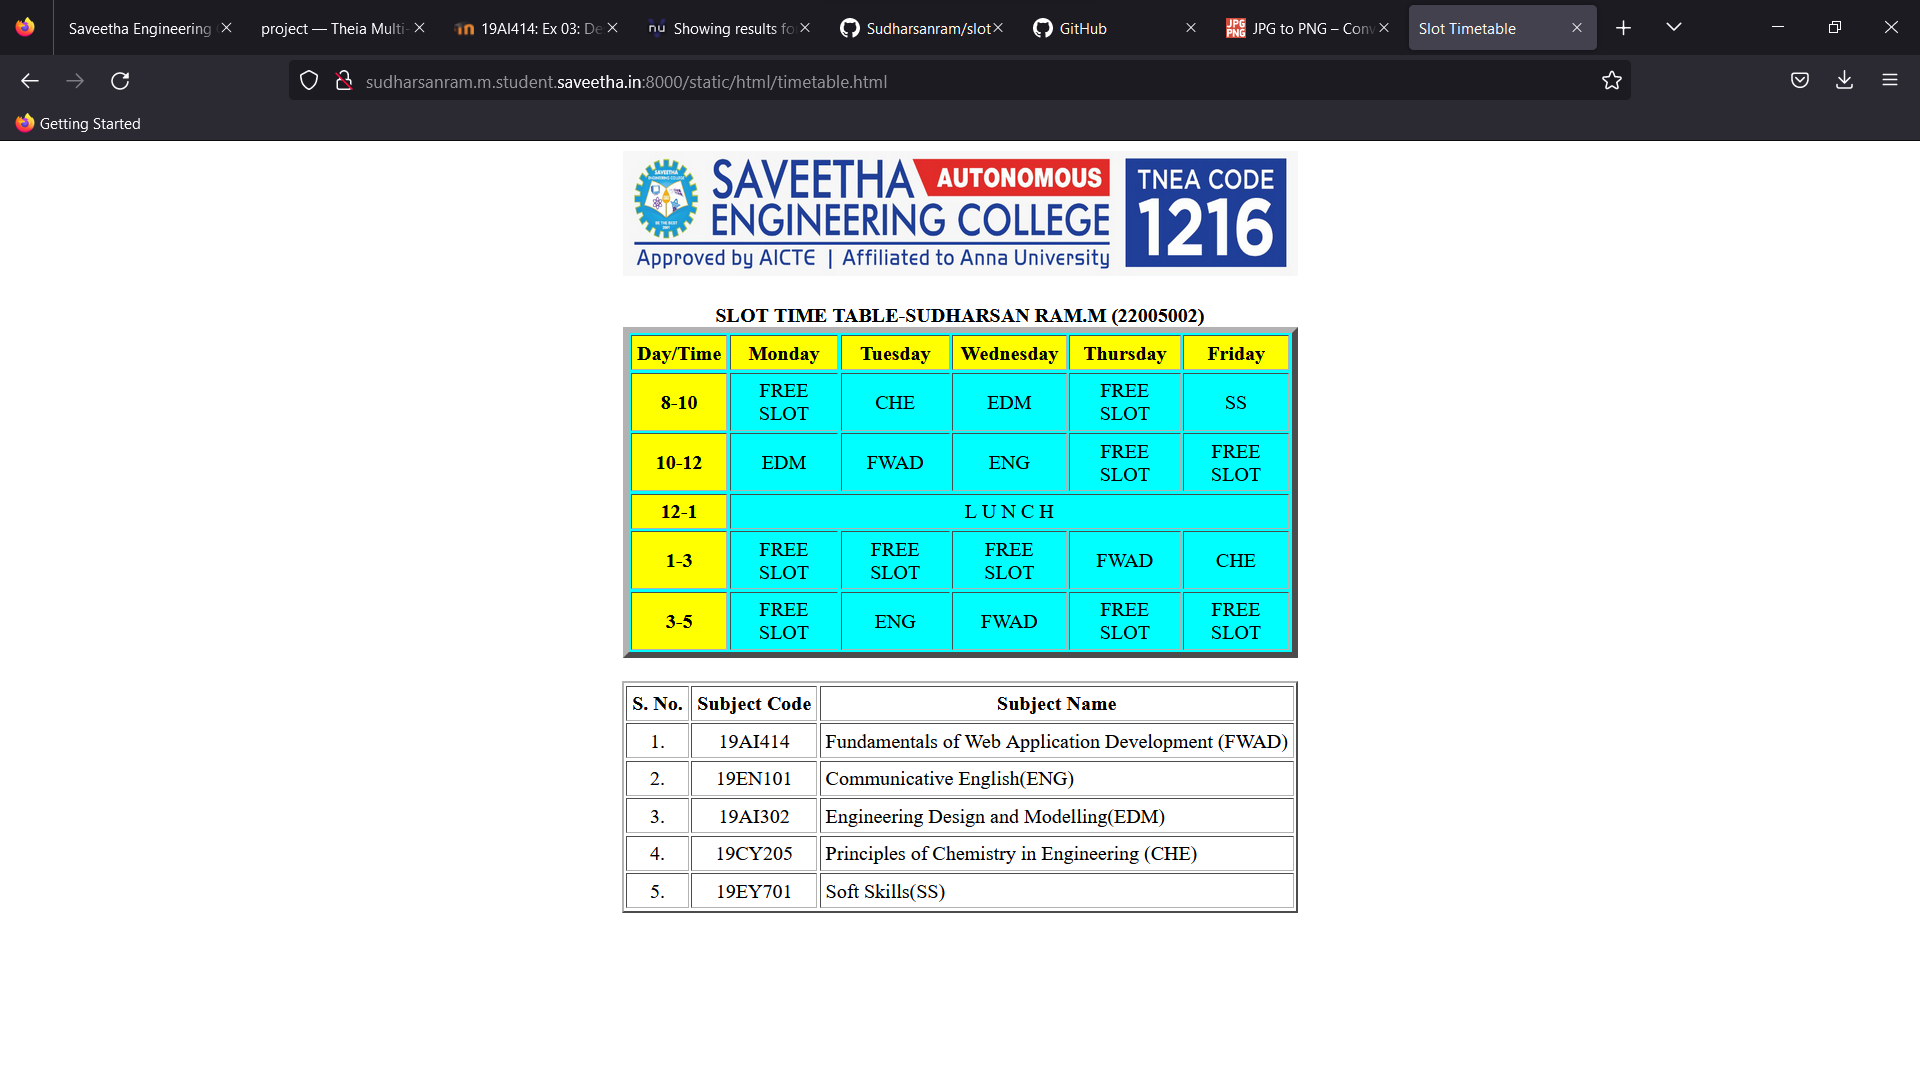 Saveetha Engineering
project — Theia Multi-
19AI414: Ex 03: De
Showing results fo
Sudharsanram/slot
GitHub
JPG to PNG – Conv
Slot Timetable
sudharsanram.m.student.saveetha.in:8000/static/html/timetable.html
Getting Started
SAVEETHA AUTONOMOUS
ENGINEERING COLLEGE
Approved by AICTE | Affiliated to Anna University
TNEA CODE
1216
SLOT TIME TABLE-SUDHARSAN RAM.M (22005002)
Day/Time Monday Tuesday Wednesday Thursday Friday
8-10 FREE SLOT CHE EDM FREE SLOT SS
10-12 EDM FWAD ENG FREE SLOT FREE SLOT
12-1 L U N C H
1-3 FREE SLOT FREE SLOT FREE SLOT FWAD CHE
3-5 FREE SLOT ENG FWAD FREE SLOT FREE SLOT
S. No. Subject Code Subject Name
1. 19AI414 Fundamentals of Web Application Development (FWAD)
2. 19EN101 Communicative English(ENG)
3. 19AI302 Engineering Design and Modelling(EDM)
4. 19CY205 Principles of Chemistry in Engineering (CHE)
5. 19EY701 Soft Skills(SS)